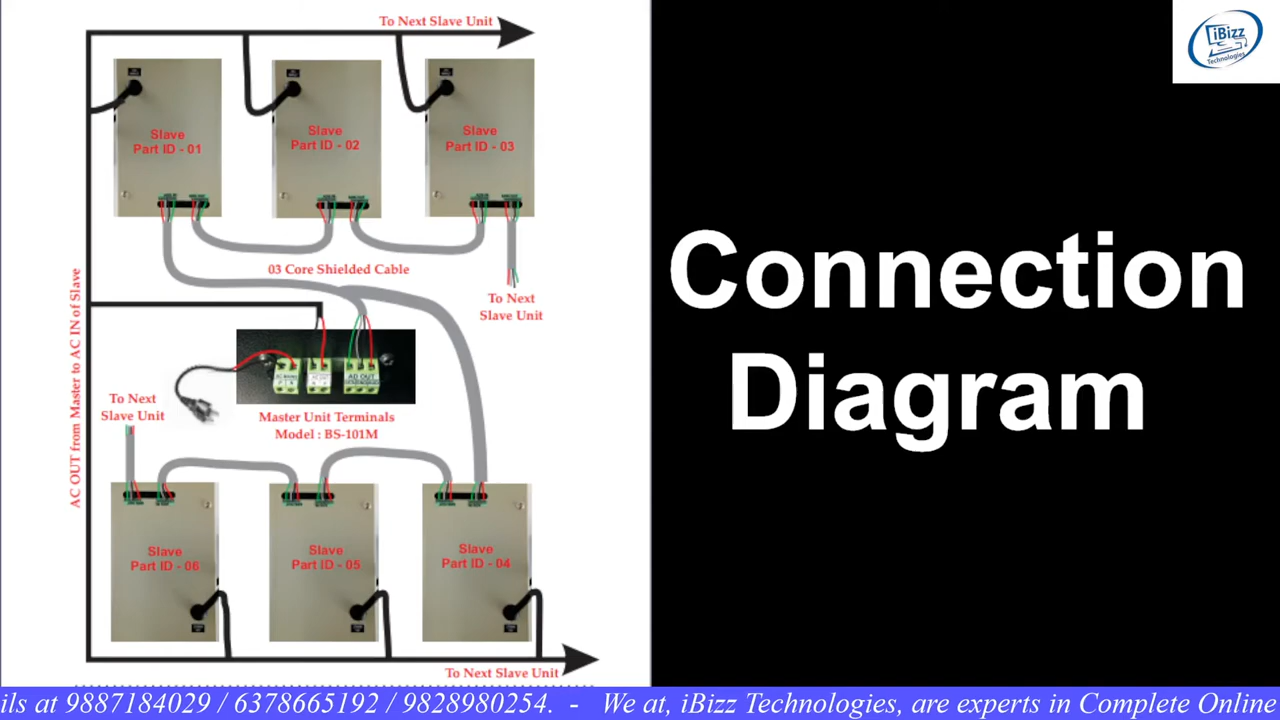 To Next Slave Unit
iBizz
Technologies
Slave
Part ID - 01
Slave
Part ID - 02
Slave
Part ID - 03
03 Core Shielded Cable
To Next
Slave Unit
Connection
Diagram
AC OUT from Master to AC IN of Slave
AD OUT
To Next
Slave Unit
Master Unit Terminals
Model : BS-101M
Slave
Part ID - 06
Slave
Part ID - 05
Slave
Part ID - 04
To Next Slave Unit
ils at 9887184029 / 6378665192 / 9828980254. - We at, iBizz Technologies, are experts in Complete Online